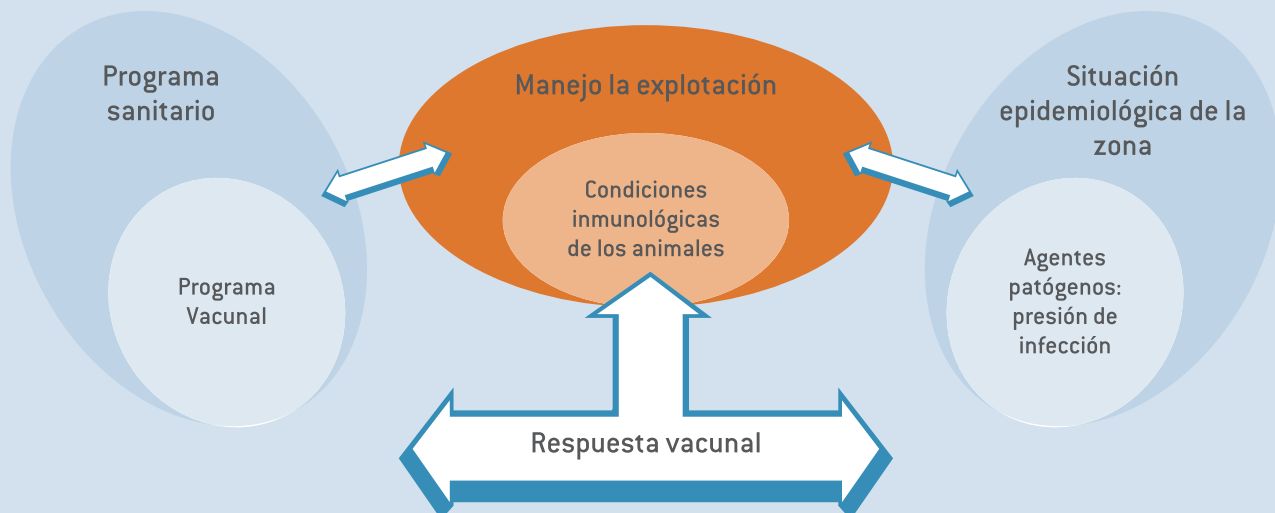 Programa
sanitario
Programa
Vacunal
Manejo la explotación
Condiciones
inmunológicas
de los animales
Situación
epidemiológica de la
zona
Agentes
patógenos:
presión de
infección
Respuesta vacunal